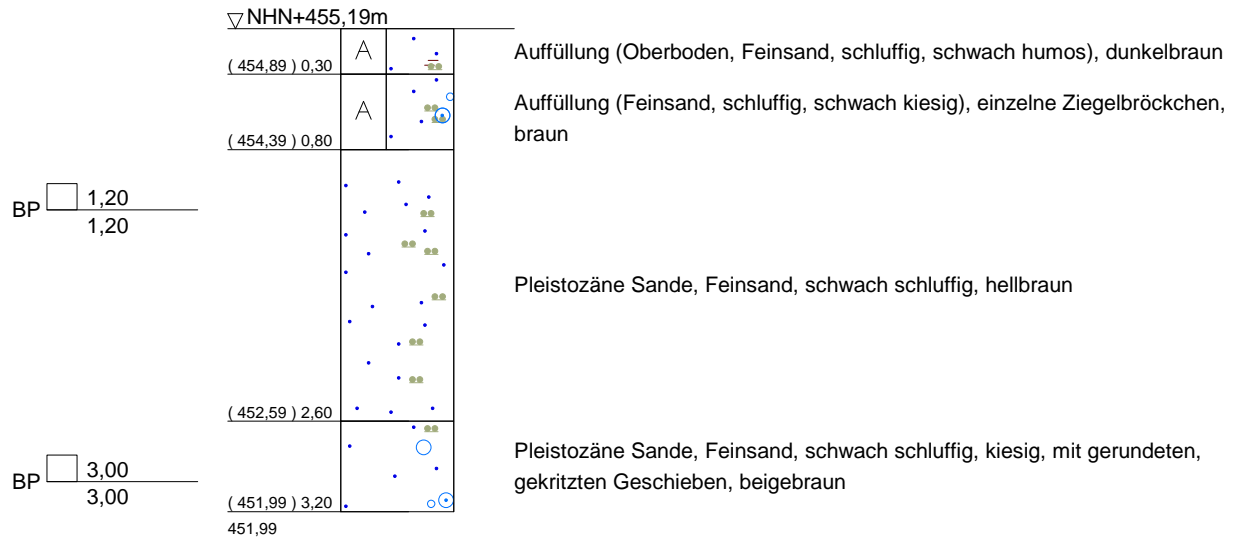 NHN+455,19m
A
( 454,89 ) 0,30
Auffüllung (Oberboden, Feinsand, schluffig, schwach humos), dunkelbraun
A
( 454,39 ) 0,80
Auffüllung (Feinsand, schluffig, schwach kiesig), einzelne Ziegelbröckchen,
braun
BP 1,20
1,20
Pleistozäne Sande, Feinsand, schwach schluffig, hellbraun
( 452,59 ) 2,60
BP 3,00
3,00
Pleistozäne Sande, Feinsand, schwach schluffig, kiesig, mit gerundeten,
gekritzten Geschieben, beigebraun
( 451,99 ) 3,20
451,99